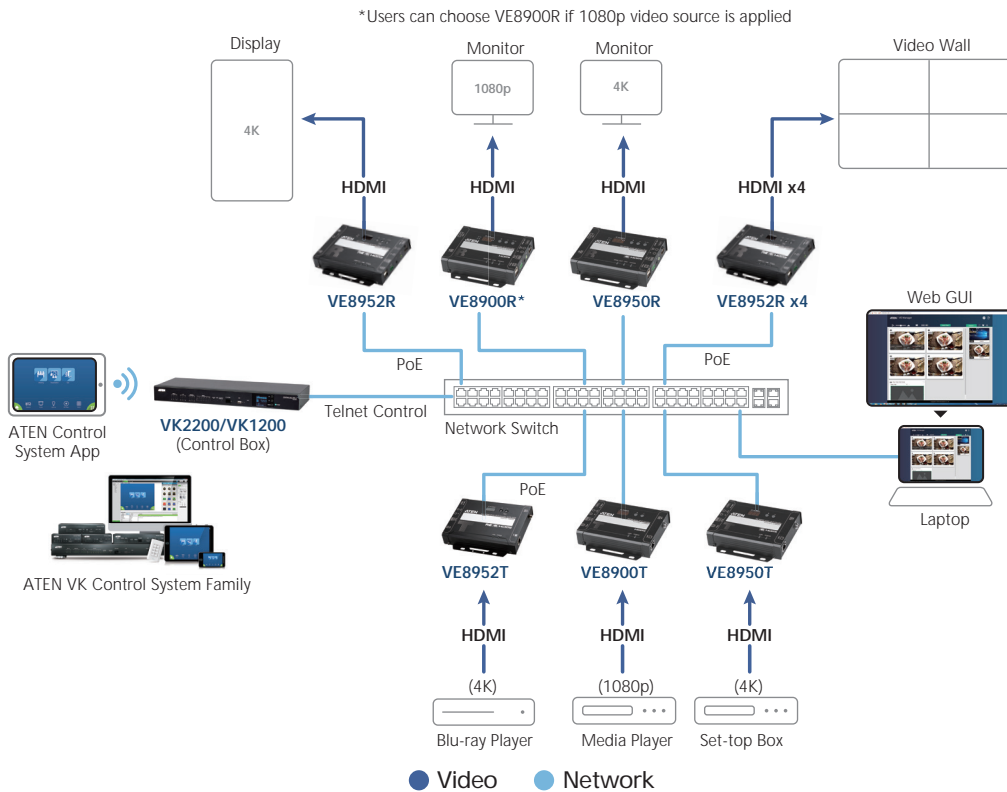 *Users can choose VE8900R if 1080p video source is applied
Display
Monitor
Monitor
Video Wall
4K
1080p
4K
HDMI
HDMI
HDMI
HDMI x4
VE8952R
VE8900R*
VE8950R
VE8952R x4
Web GUI
PoE
PoE
Telnet Control
Network Switch
ATEN Control
System App
VK2200/VK1200
(Control Box)
PoE
Laptop
ATEN VK Control System Family
VE8952T
VE8900T
VE8950T
HDMI
HDMI
HDMI
(4K)
(1080p)
(4K)
Blu-ray Player
Media Player
Set-top Box
Video
Network